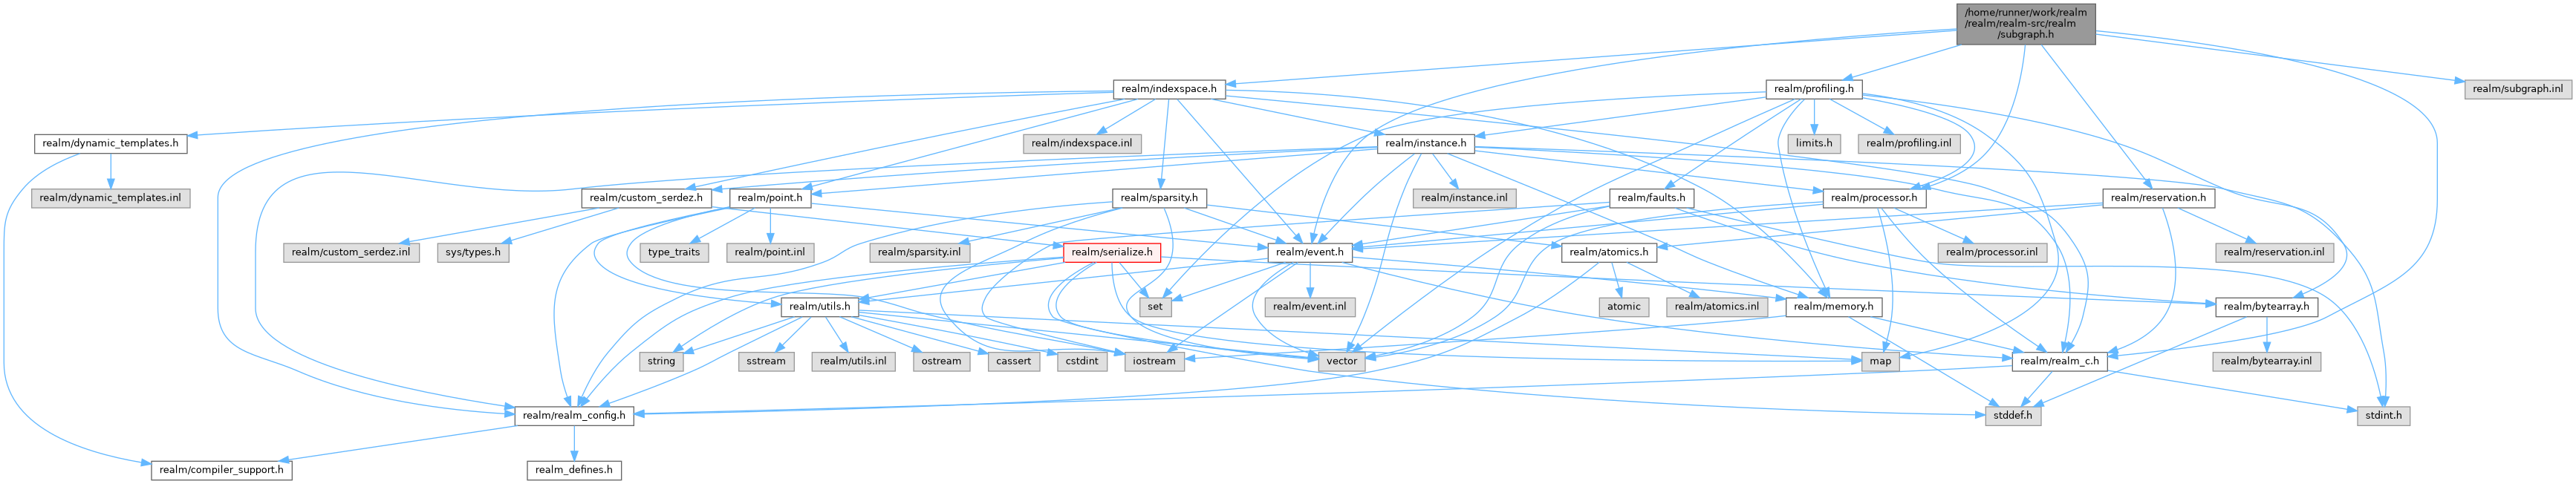 /home/runner/work/realm
/realm/realm-src/realm
/subgraph.h
realm/indexspace.h
realm/profiling.h
realm/subgraph.inl
realm/dynamic_templates.h
realm/indexspace.inl
realm/instance.h
limits.h
realm/profiling.inl
realm/dynamic_templates.inl
realm/custom_serdez.h
realm/point.h
realm/sparsity.h
realm/instance.inl
realm/faults.h
realm/processor.h
realm/reservation.h
realm/custom_serdez.inl
sys/types.h
type_traits
realm/point.inl
realm/sparsity.inl
realm/serialize.h
realm/event.h
realm/atomics.h
realm/processor.inl
realm/reservation.inl
realm/utils.h
set
realm/event.inl
atomic
realm/atomics.inl
realm/memory.h
realm/bytearray.h
string
sstream
realm/utils.inl
ostream
cassert
cstdint
iostream
vector
map
realm/realm_c.h
realm/bytearray.inl
realm/realm_config.h
stddef.h
stdint.h
realm/compiler_support.h
realm_defines.h